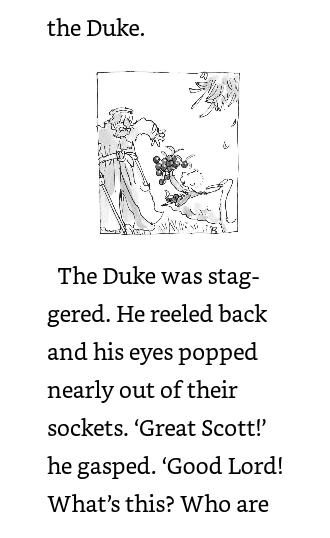 the Duke.
The Duke was stag-
gered. He reeled back
and his eyes popped
nearly out of their
sockets. ‘Great Scott!’
he gasped. ‘Good Lord!
What’s this? Who are